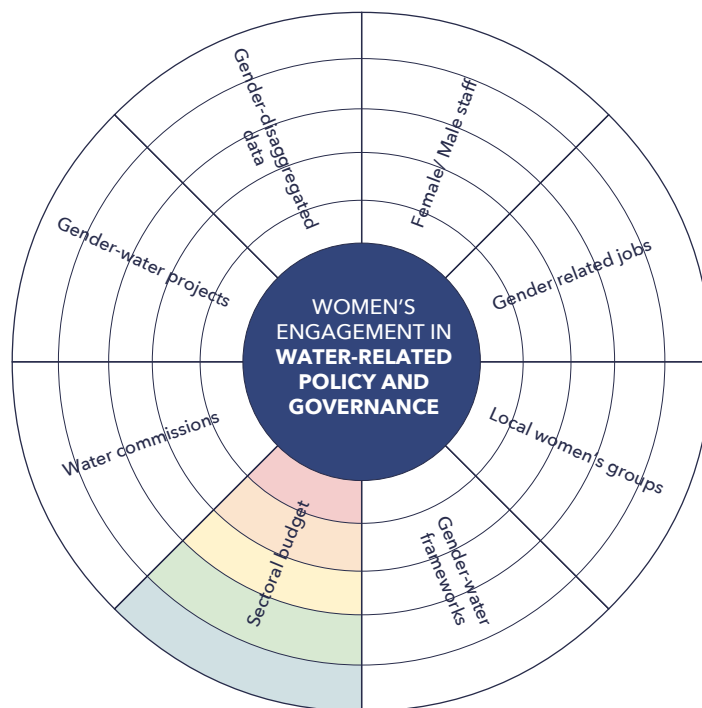 Gender-disaggregated
data
Female/ Male staff
Gender-water projects
Gender related jobs
WOMEN'S
ENGAGEMENT IN
WATER-RELATED
POLICY AND
GOVERNANCE
Water commissions
Local women's groups
Sectoral budget
Gender-water
frameworks